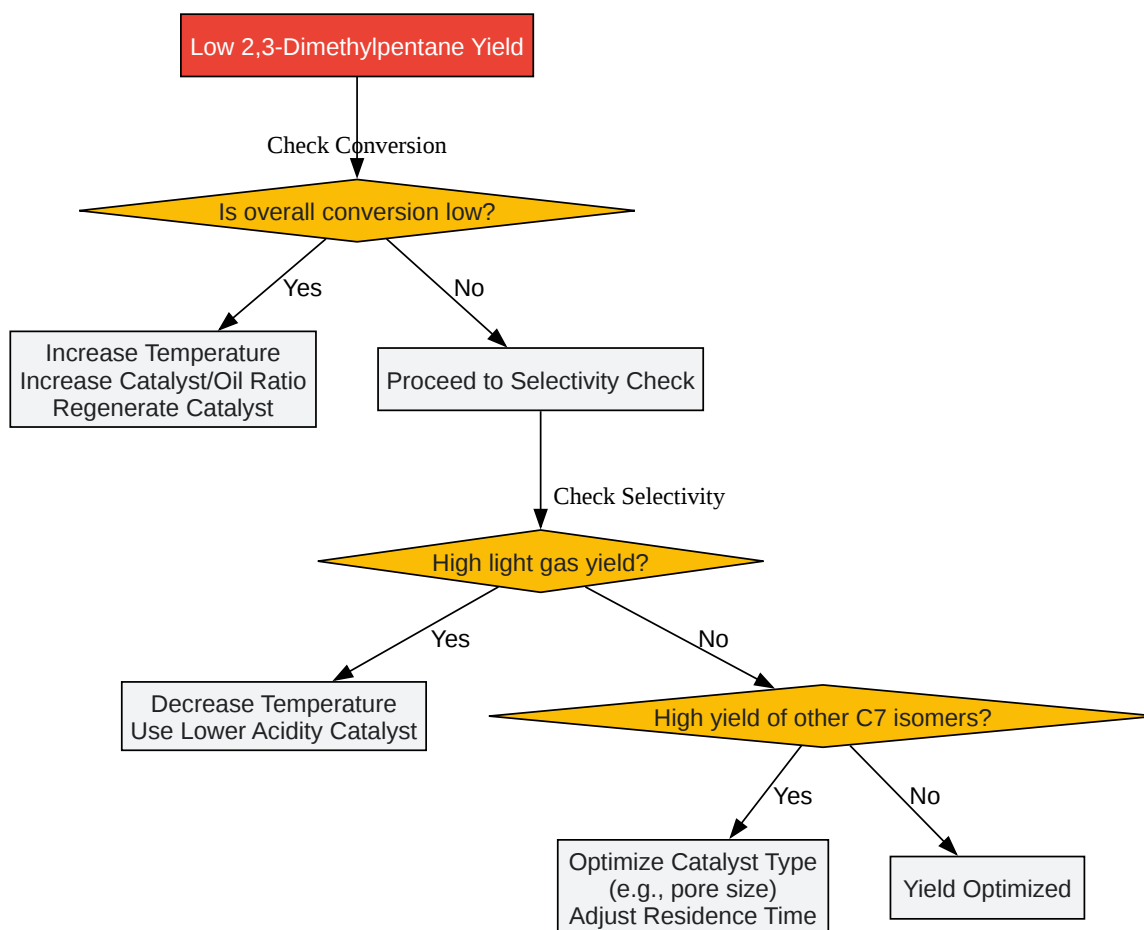 Low 2,3-Dimethylpentane Yield
Check Conversion
Is overall conversion low?
Yes
No
Increase Temperature
Increase Catalyst/Oil Ratio
Regenerate Catalyst
Proceed to Selectivity Check
Check Selectivity
High light gas yield?
Yes
No
Decrease Temperature
Use Lower Acidity Catalyst
High yield of other C7 isomers?
Yes
No
Optimize Catalyst Type
(e.g., pore size)
Adjust Residence Time
Yield Optimized